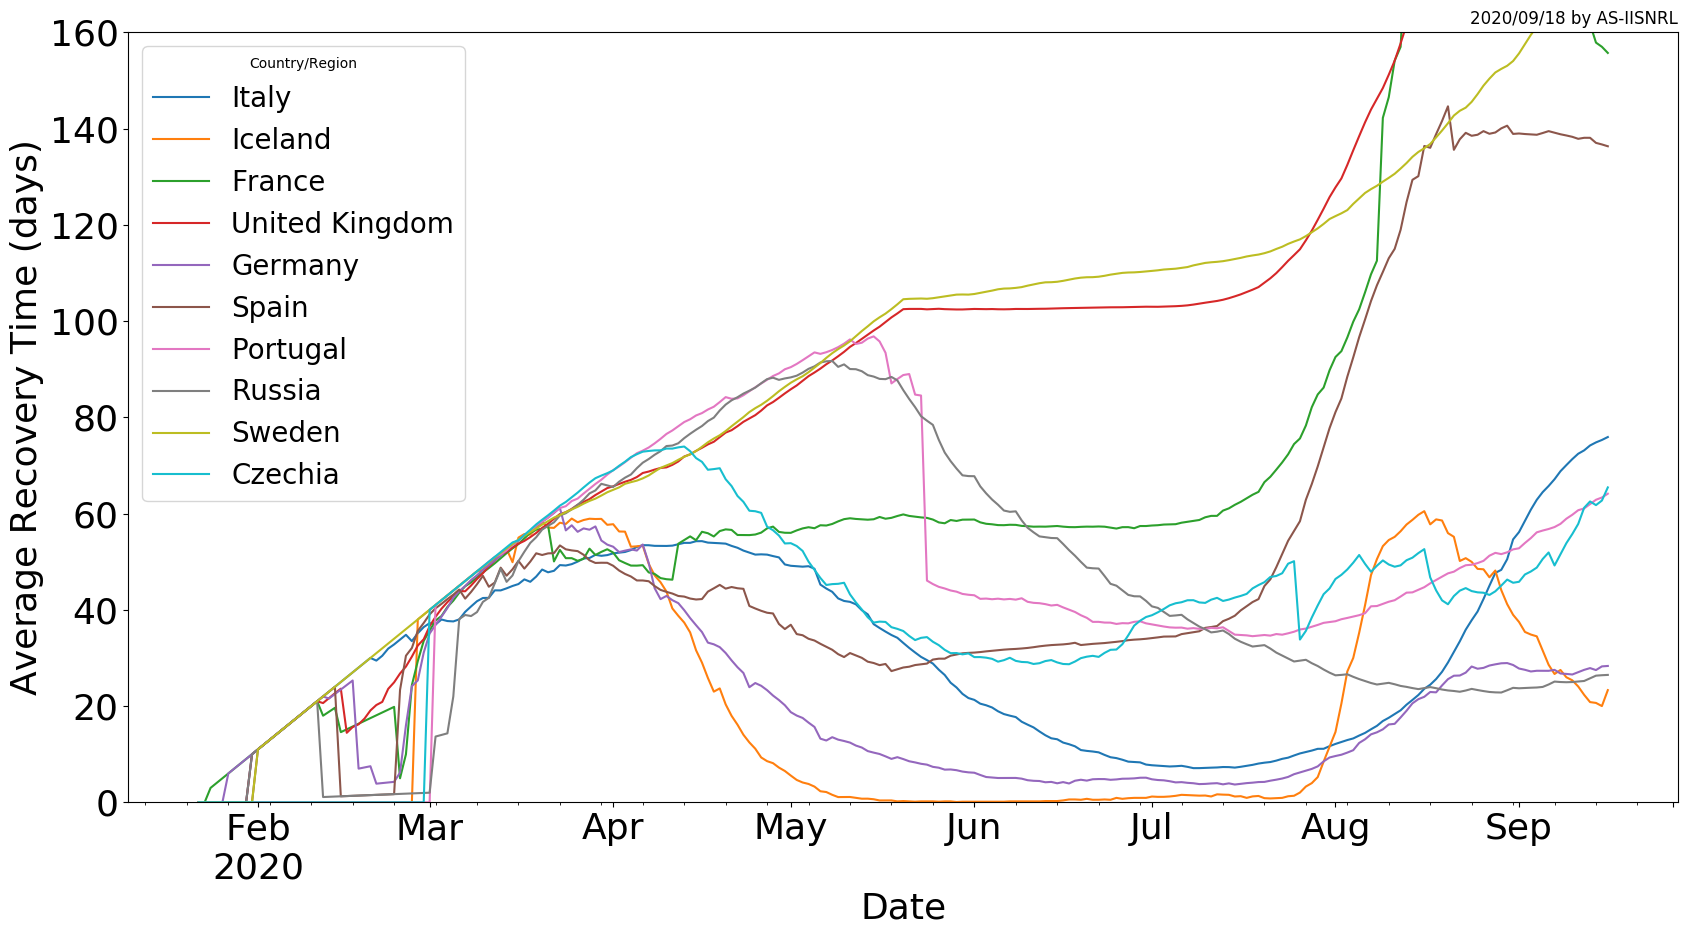 2020/09/18 by AS-IISNRL
Average Recovery Time (days)
160
140
120
100
80
60
40
20
0
Country/Region
Italy
Iceland
France
United Kingdom
Germany
Spain
Portugal
Russia
Sweden
Czechia
Feb Mar Apr May Jun Jul Aug Sep
2020
Date